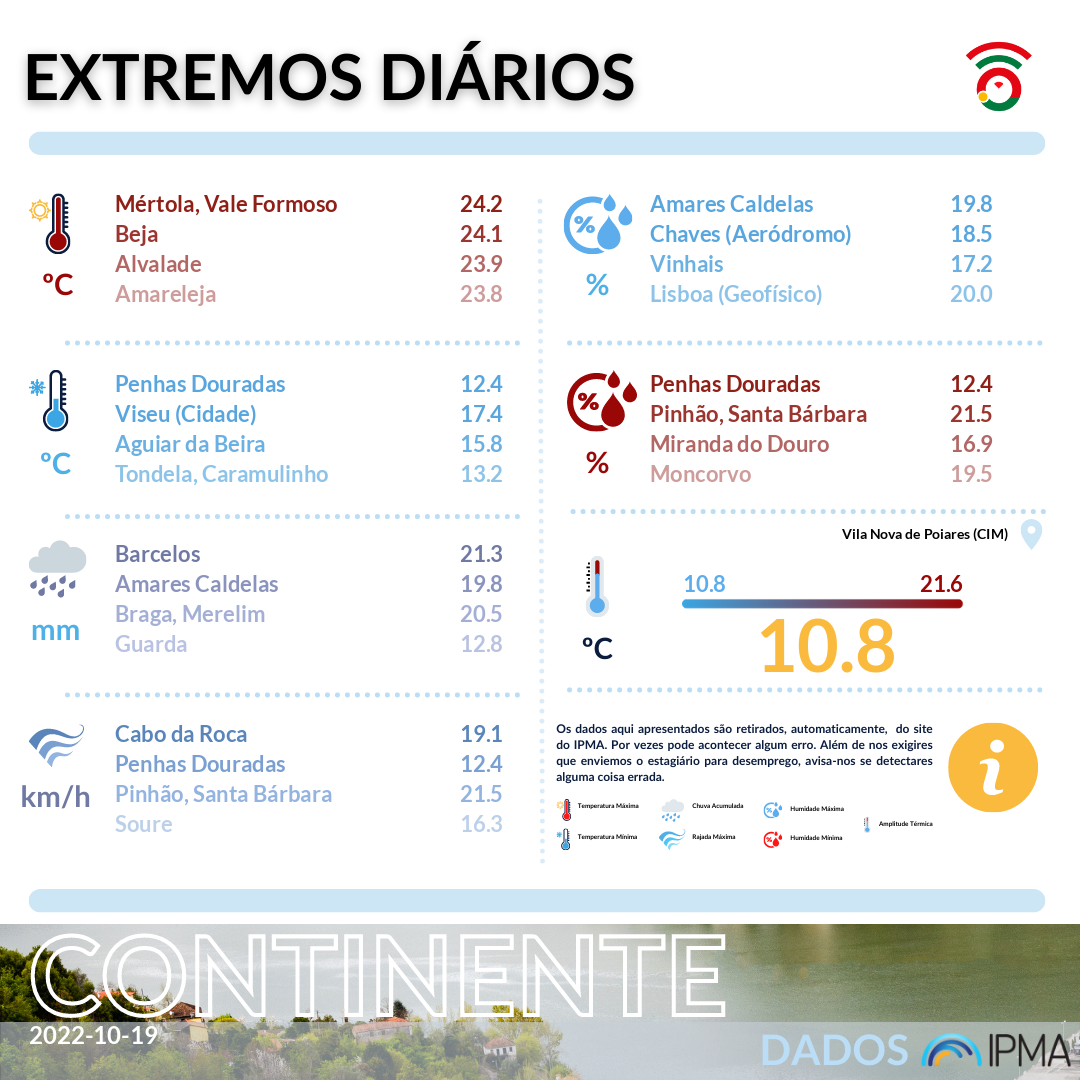 EXTREMOS DIÁRIOS
ºC
Mértola, Vale Formoso 24.2
Beja 24.1
Alvalade 23.9
Amareleja 23.8
ºC
Penhas Douradas 12.4
Viseu (Cidade) 17.4
Aguiar da Beira 15.8
Tondela, Caramulinho 13.2
mm
Barcelos 21.3
Amares Caldelas 19.8
Braga, Merelim 20.5
Guarda 12.8
km/h
Cabo da Roca 19.1
Penhas Douradas 12.4
Pinhão, Santa Bárbara 21.5
Soure 16.3
%
%
Amares Caldelas 19.8
Chaves (Aeródromo) 18.5
Vinhais 17.2
Lisboa (Geofísico) 20.0
%
%
Penhas Douradas 12.4
Pinhão, Santa Bárbara 21.5
Miranda do Douro 16.9
Moncorvo 19.5
Vila Nova de Poiares (CIM)
ºC
10.8 21.6
10.8
Os dados aqui apresentados são retirados, automaticamente, do site
do IPMA. Por vezes pode acontecer algum erro. Além de nos exigires
que enviemos o estagiário para desemprego, avisa-nos se detectares
alguma coisa errada.
i
Temperatura Máxima Chuva Acumulada Humidade Máxima
Amplitude Térmica
Temperatura Mínima Rajada Máxima Humidade Mínima
CONTINENTE
2022-10-19
DADOS IPMA